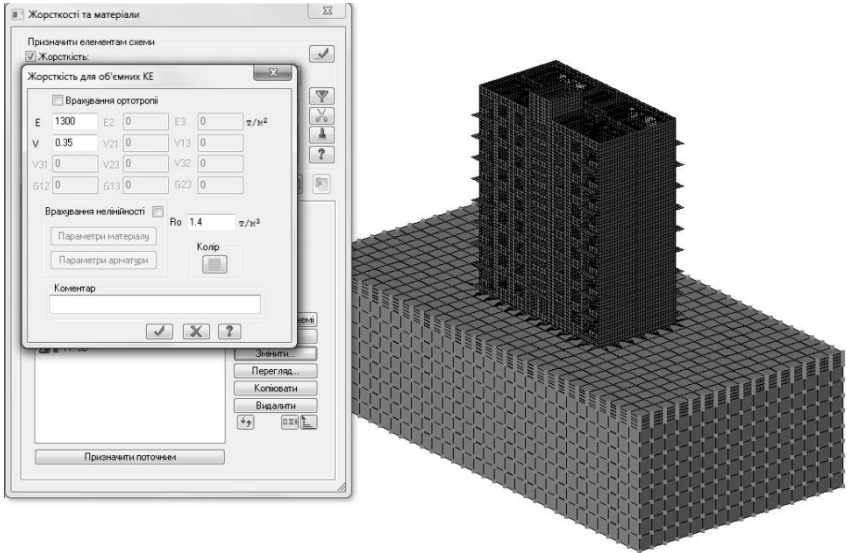 Жорсткості та матеріали
Призначити елементам схеми
Жорсткість:
Жорсткість для об'ємних КЕ
Врахування ортотропії
E 1300 E2 0 E3 0 т/м²
V 0.35 V21 0 V13 0
V31 0 V23 0 V32 0
G12 0 G13 0 G23 0
Врахування нелінійності
Ro 1.4 т/м³
Параметри матеріалу
Колір
Параметри арматури
Коментар
Змінити...
Перегляд...
Копіювати
Видалити
Призначити поточним